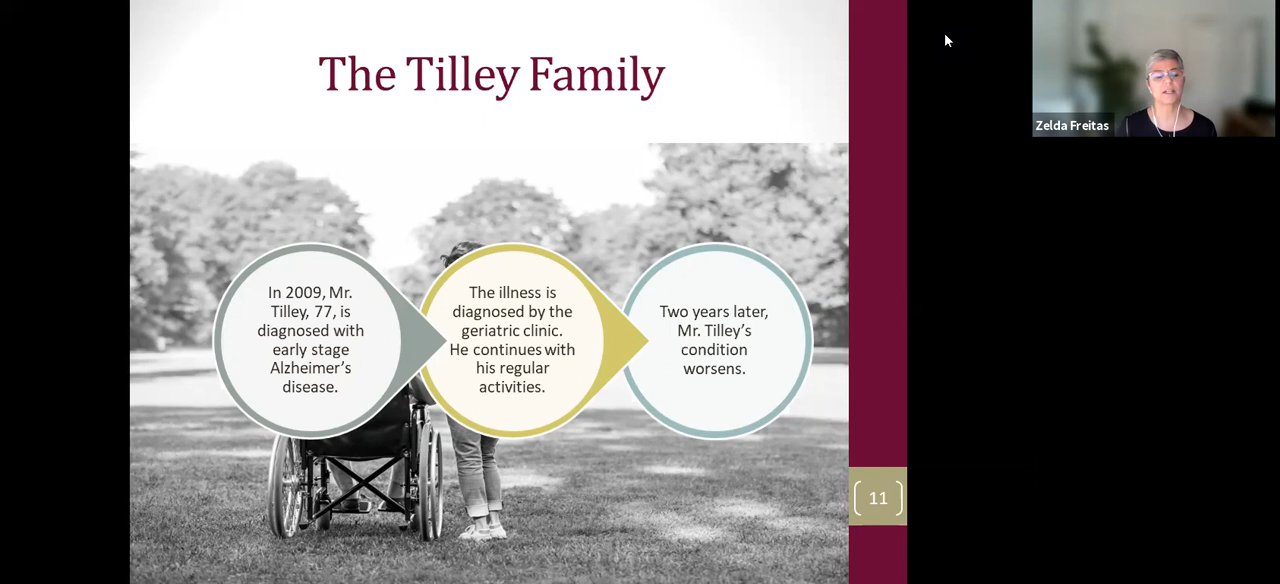 The Tilley Family
In 2009, Mr.
Tilley, 77, is
diagnosed with
early stage
Alzheimer's
disease.
The illness is
diagnosed by the
geriatric clinic.
He continues with
his regular
activities.
Two years later,
Mr. Tilley's
condition
worsens.
11
Zelda Freitas